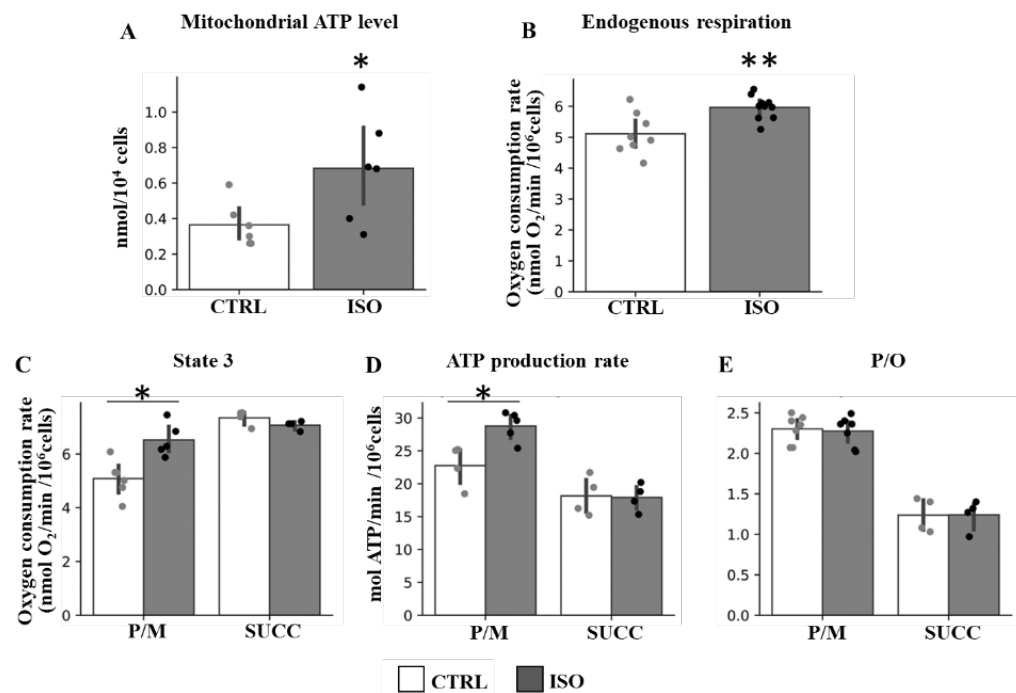 A Mitochondrial ATP level
*
nmol/10⁴ cells
1.0
0.8
0.6
0.4
0.2
0.0
CTRL ISO
B Endogenous respiration
**
Oxygen consumption rate
(nmol O₂/min /10⁶cells)
6
5
4
3
2
1
0
CTRL ISO
C State 3
*
Oxygen consumption rate
(nmol O₂/min /10⁶cells)
6
4
2
0
P/M SUCC
D ATP production rate
*
mol ATP/min /10⁶cells
30
25
20
15
10
5
0
P/M SUCC
E P/O
2.5
2.0
1.5
1.0
0.5
0.0
P/M SUCC
CTRL ISO